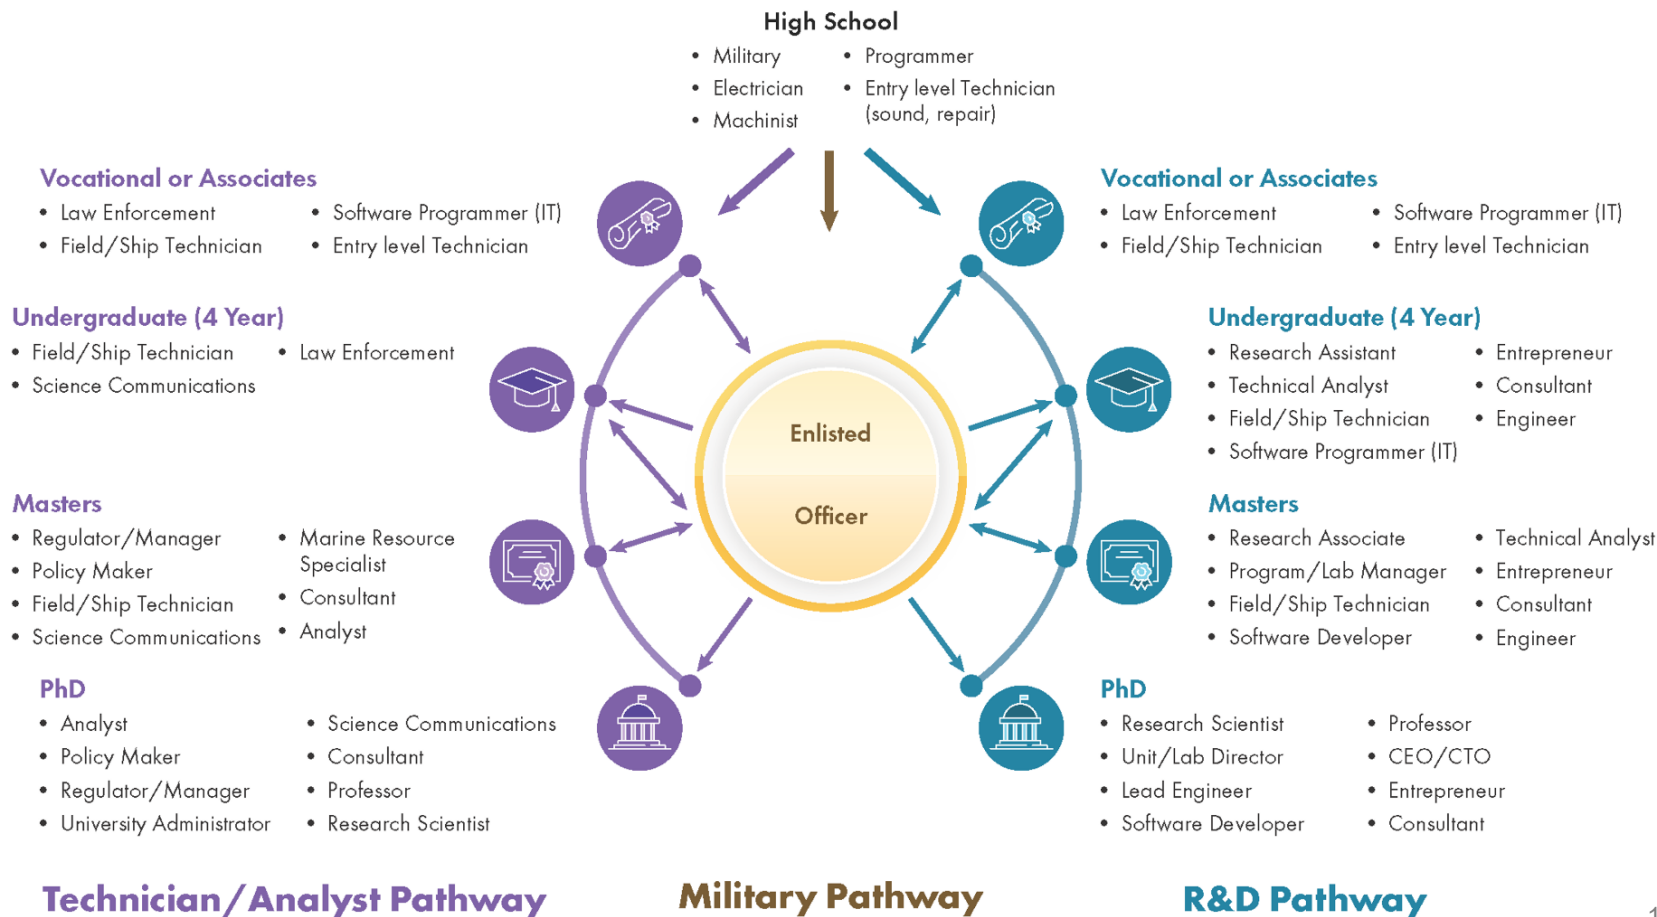 High School
• Military
• Electrician
• Machinist
• Programmer
• Entry level Technician
(sound, repair)
Vocational or Associates
• Law Enforcement
• Field/Ship Technician
• Software Programmer (IT)
• Entry level Technician
Undergraduate (4 Year)
• Field/Ship Technician
• Science Communications
• Law Enforcement
Masters
• Regulator/Manager
• Policy Maker
• Field/Ship Technician
• Science Communications
• Marine Resource
Specialist
• Consultant
• Analyst
PhD
• Analyst
• Policy Maker
• Regulator/Manager
• University Administrator
• Science Communications
• Consultant
• Professor
• Research Scientist
Enlisted
Officer
Vocational or Associates
• Law Enforcement
• Field/Ship Technician
• Software Programmer (IT)
• Entry level Technician
Undergraduate (4 Year)
• Research Assistant
• Technical Analyst
• Field/Ship Technician
• Software Programmer (IT)
• Entrepreneur
• Consultant
• Engineer
Masters
• Research Associate
• Program/Lab Manager
• Field/Ship Technician
• Software Developer
• Technical Analyst
• Entrepreneur
• Consultant
• Engineer
PhD
• Research Scientist
• Unit/Lab Director
• Lead Engineer
• Software Developer
• Professor
• CEO/CTO
• Entrepreneur
• Consultant
Technician/Analyst Pathway
Military Pathway
R&D Pathway
1